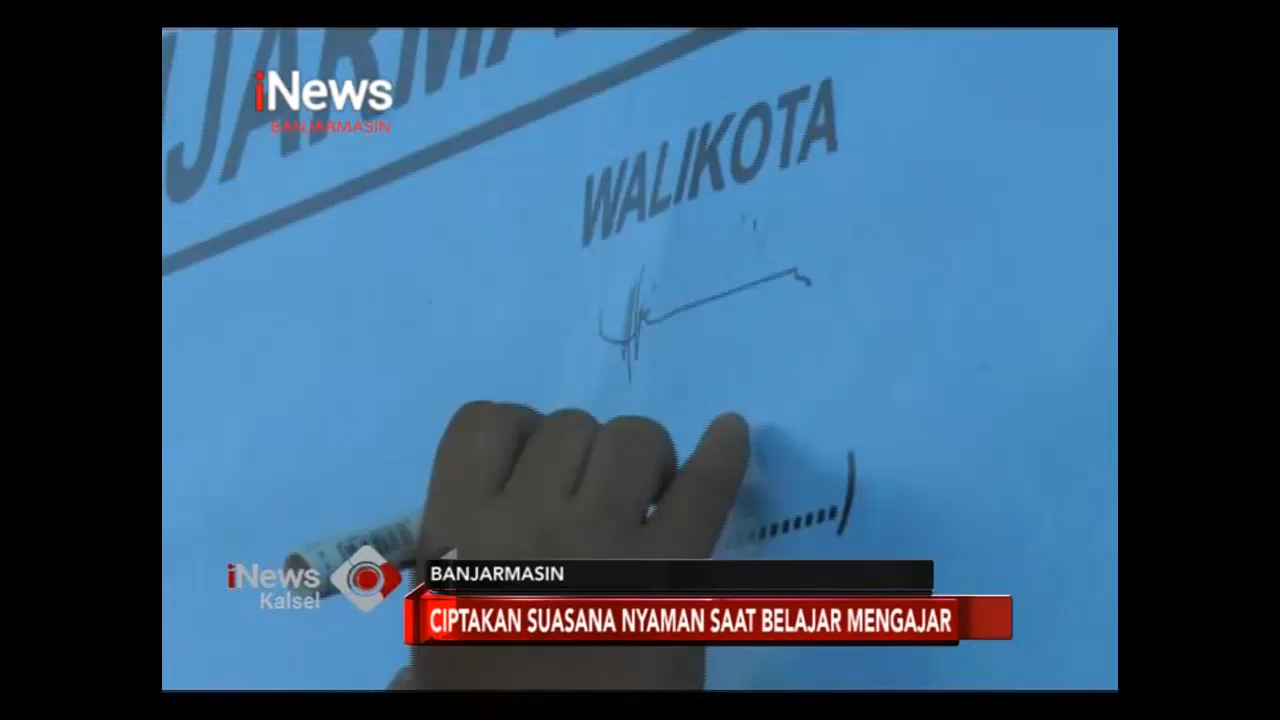 iNews
BANJARMASIN
WALIKOTA
iNews
Kalsel
BANJARMASIN
CIPTAKAN SUASANA NYAMAN SAAT BELAJAR MENGAJAR